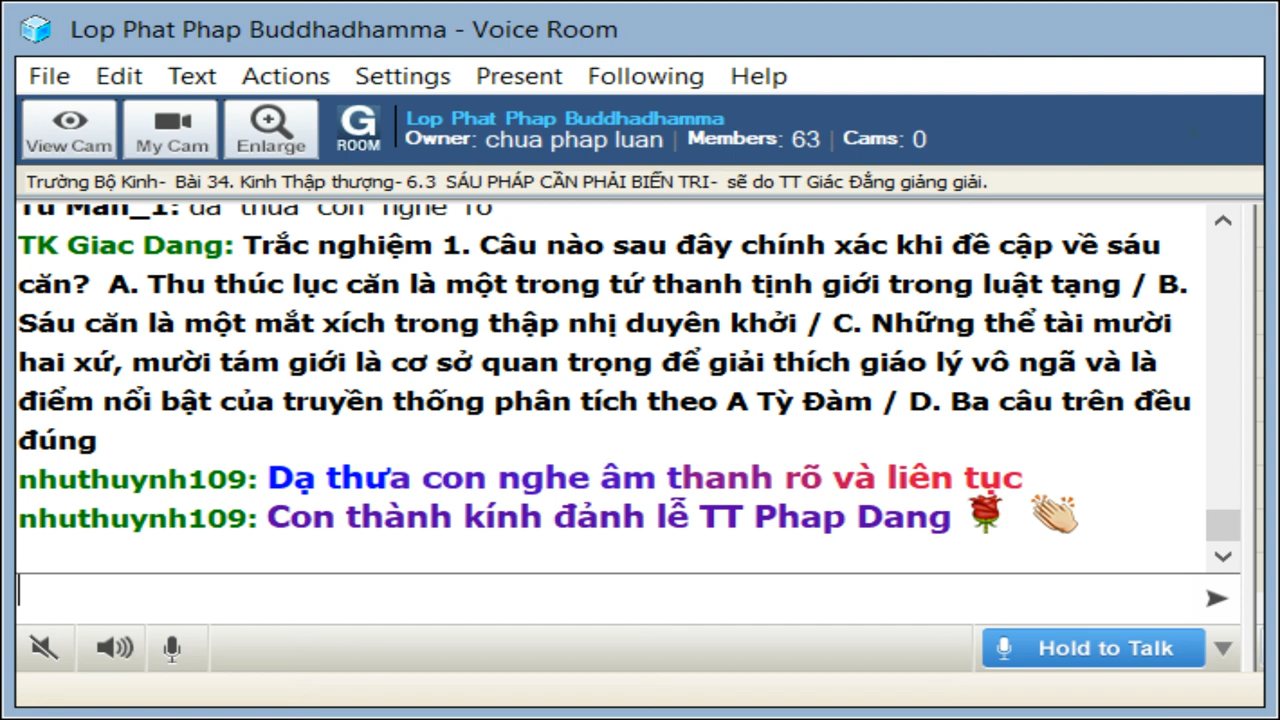 Lop Phat Phap Buddhadhamma - Voice Room
File Edit Text Actions Settings Present Following Help
View Cam My Cam Enlarge G ROOM
Lop Phat Phap Buddhadhamma
Owner: chua phap luan | Members: 63 | Cams: 0
Trường Bộ Kinh- Bài 34. Kinh Thập thượng- 6.3 SÁU PHÁP CẦN PHẢI BIẾN TRI- sẽ do TT Giác Đẳng giảng giải.
Tu Man_1: da thua con nghe ro
TK Giac Dang: Trắc nghiệm 1. Câu nào sau đây chính xác khi đề cập về sáu
căn? A. Thu thúc lục căn là một trong tứ thanh tịnh giới trong luật tạng / B.
Sáu căn là một mắt xích trong thập nhị duyên khởi / C. Những thể tài mười
hai xứ, mười tám giới là cơ sở quan trọng để giải thích giáo lý vô ngã và là
điểm nổi bật của truyền thống phân tích theo A Tỳ Đàm / D. Ba câu trên đều
đúng
nhuthuynh109: Dạ thưa con nghe âm thanh rõ và liên tục
nhuthuynh109: Con thành kính đảnh lễ TT Phap Dang
Hold to Talk